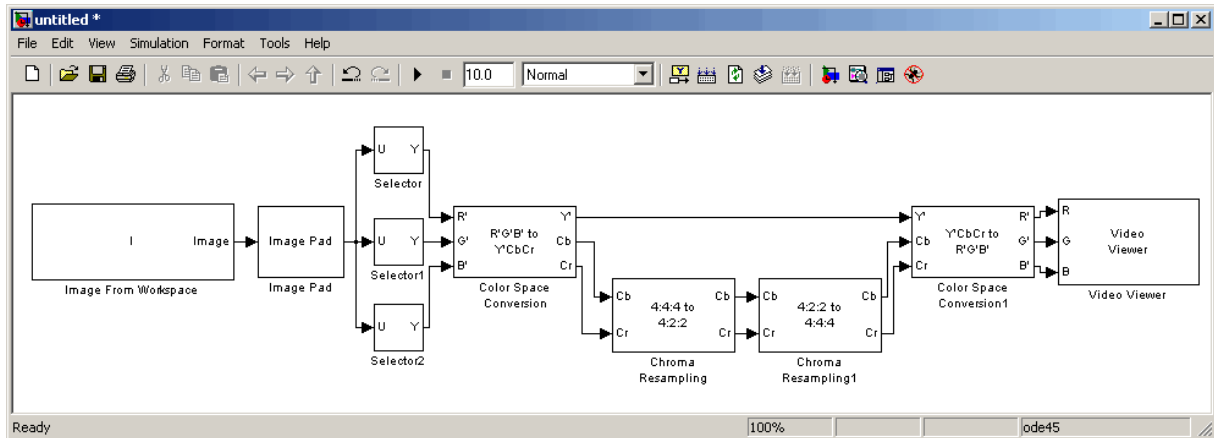 untitled *
File Edit View Simulation Format Tools Help
10.0 Normal
U Y
Selector
I Image
Image From Workspace
Image Pad
Image Pad
U Y
Selector1
U Y
Selector2
R' Y'
G' R'G'B' to Y'CbCr Cb
B' Cr
Color Space
Conversion
Cb 4:4:4 to Cb
Cr 4:2:2 Cr
Chroma
Resampling
Cb 4:2:2 to Cb
Cr 4:4:4 Cr
Chroma
Resampling1
Y' R'
Cb Y'CbCr to R'G'B' G'
Cr B'
Color Space
Conversion1
R
G Video Viewer
B
Video Viewer
Ready 100% ode45